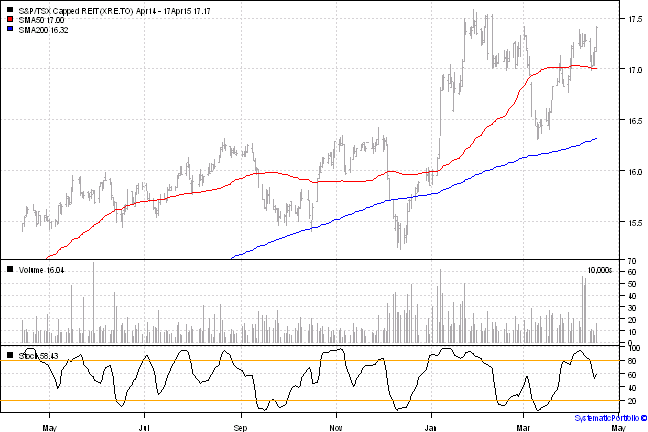 S&P/TSX Capped REIT (XRE.TO) Apr14 - 17Apr15 17.17
SMA50 17.00
SMA200 16.32
17.5
17.0
16.5
16.0
15.5
Volume 16.04
10,000s
70
60
50
40
30
20
10
0
Stock 58.43
100
80
60
40
20
May
Jul
Sep
Nov
Jan
Mar
May
SystematicPortfolio ©